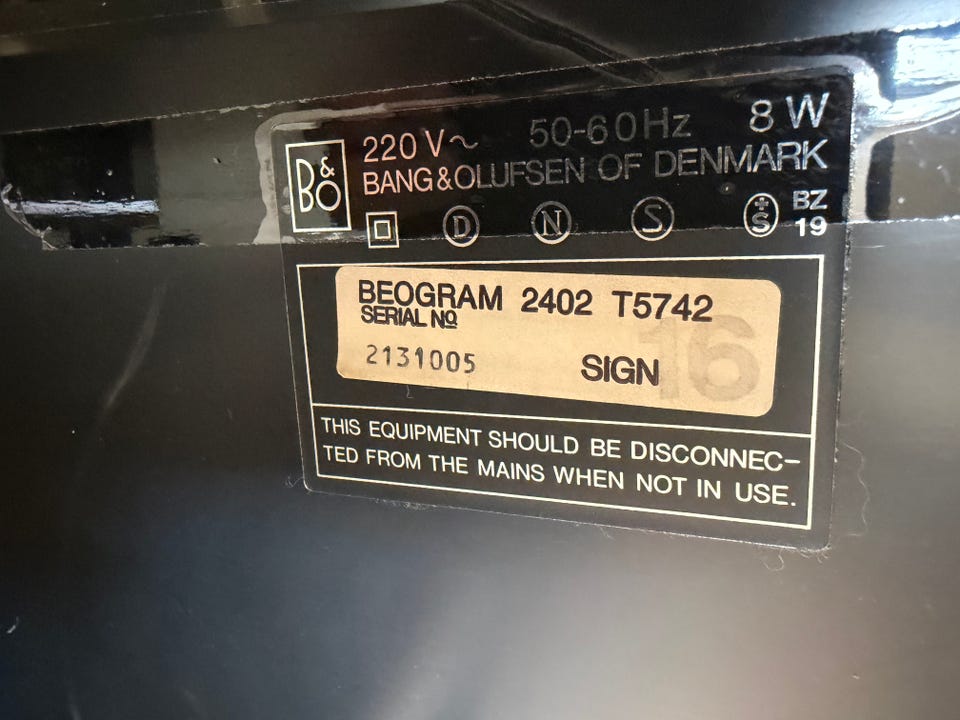 B&O
220 V~ 50-60Hz 8 W
BANG&OLUFSEN OF DENMARK
D N S +S BZ 19
BEOGRAM 2402 T5742
SERIAL Nº
2131005 SIGN 16
THIS EQUIPMENT SHOULD BE DISCONNEC-
TED FROM THE MAINS WHEN NOT IN USE.